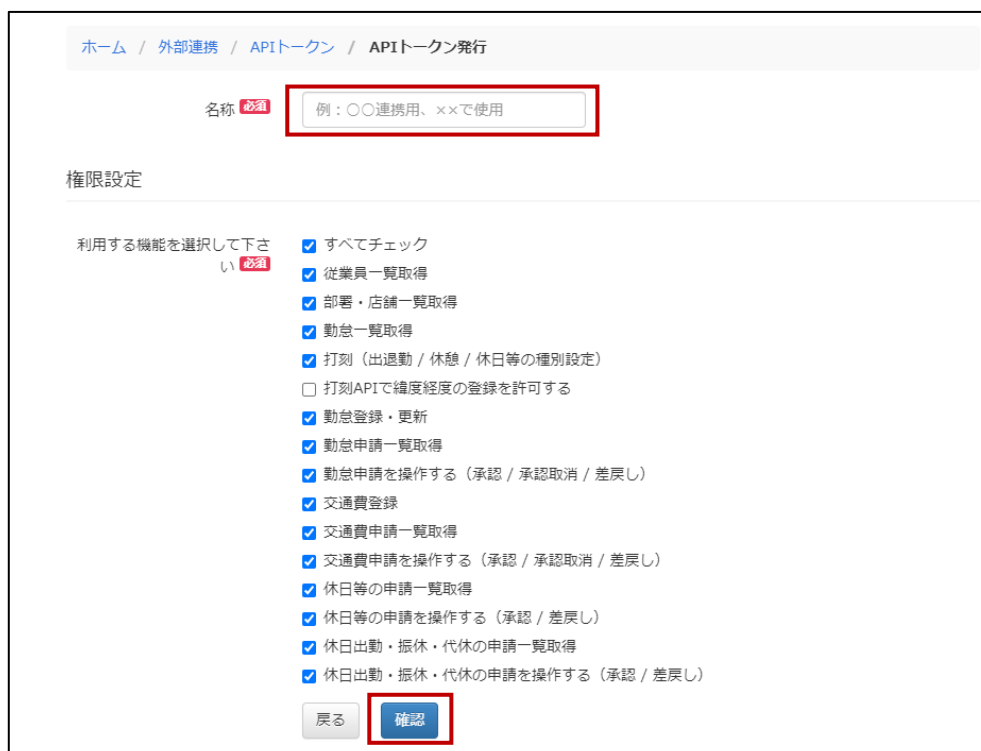 ホーム / 外部連携 / APIトークン / APIトークン発行
名称 必須 例：○○連携用、××で使用
権限設定
利用する機能を選択して下さ
い 必須
すべてチェック
従業員一覧取得
部署・店舗一覧取得
勤怠一覧取得
打刻（出退勤 / 休憩 / 休日等の種別設定）
打刻APIで緯度経度の登録を許可する
勤怠登録・更新
勤怠申請一覧取得
勤怠申請を操作する（承認 / 承認取消 / 差戻し）
交通費登録
交通費申請一覧取得
交通費申請を操作する（承認 / 承認取消 / 差戻し）
休日等の申請一覧取得
休日等の申請を操作する（承認 / 差戻し）
休日出勤・振休・代休の申請一覧取得
休日出勤・振休・代休の申請を操作する（承認 / 差戻し）
戻る 確認